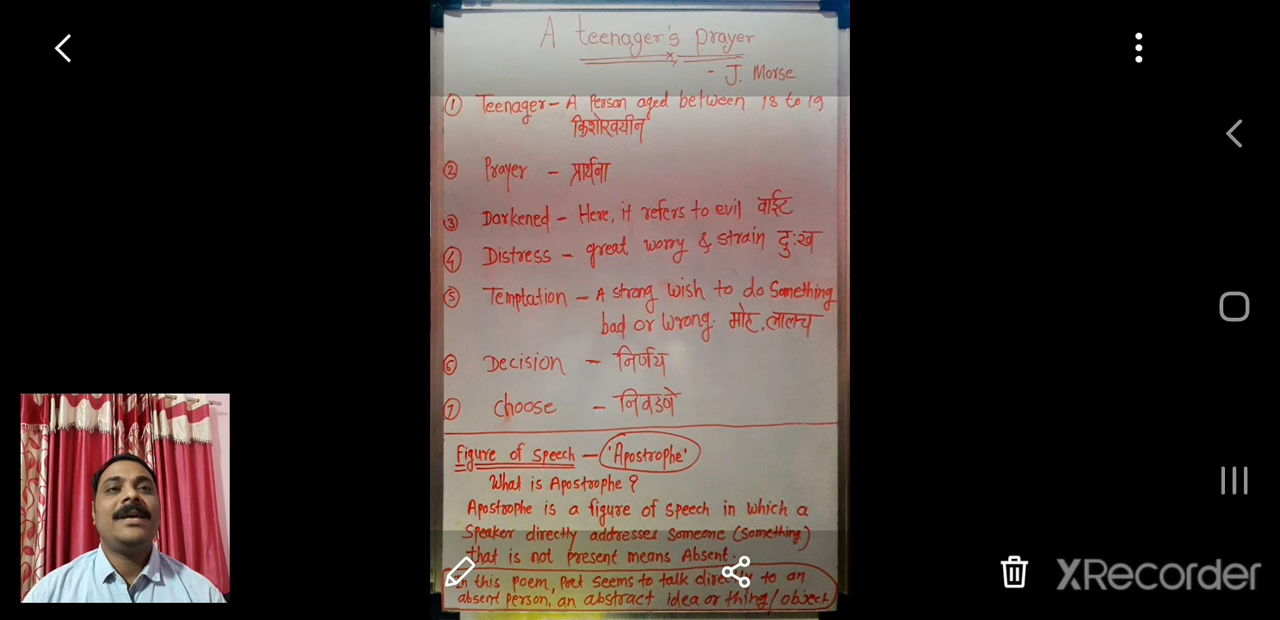 A teenager's prayer
- J. Morse
① Teenager - A Person aged between 13 to 19
किशोरवयीन
② Prayer - प्रार्थना
③ Darkened - Here, it refers to evil वाईट
④ Distress - great worry & strain दुःख
⑤ Temptation - A strong wish to do something
bad or wrong. मोह, लालच
⑥ Decision - निर्णय
⑦ choose - निवडणे
Figure of speech - 'Apostrophe'
What is Apostrophe ?
Apostrophe is a figure of speech in which a
speaker directly addresses someone (something)
that is not present means Absent.
In this poem, Poet seems to talk directly to an
absent person, an abstract idea or thing/object
XRecorder